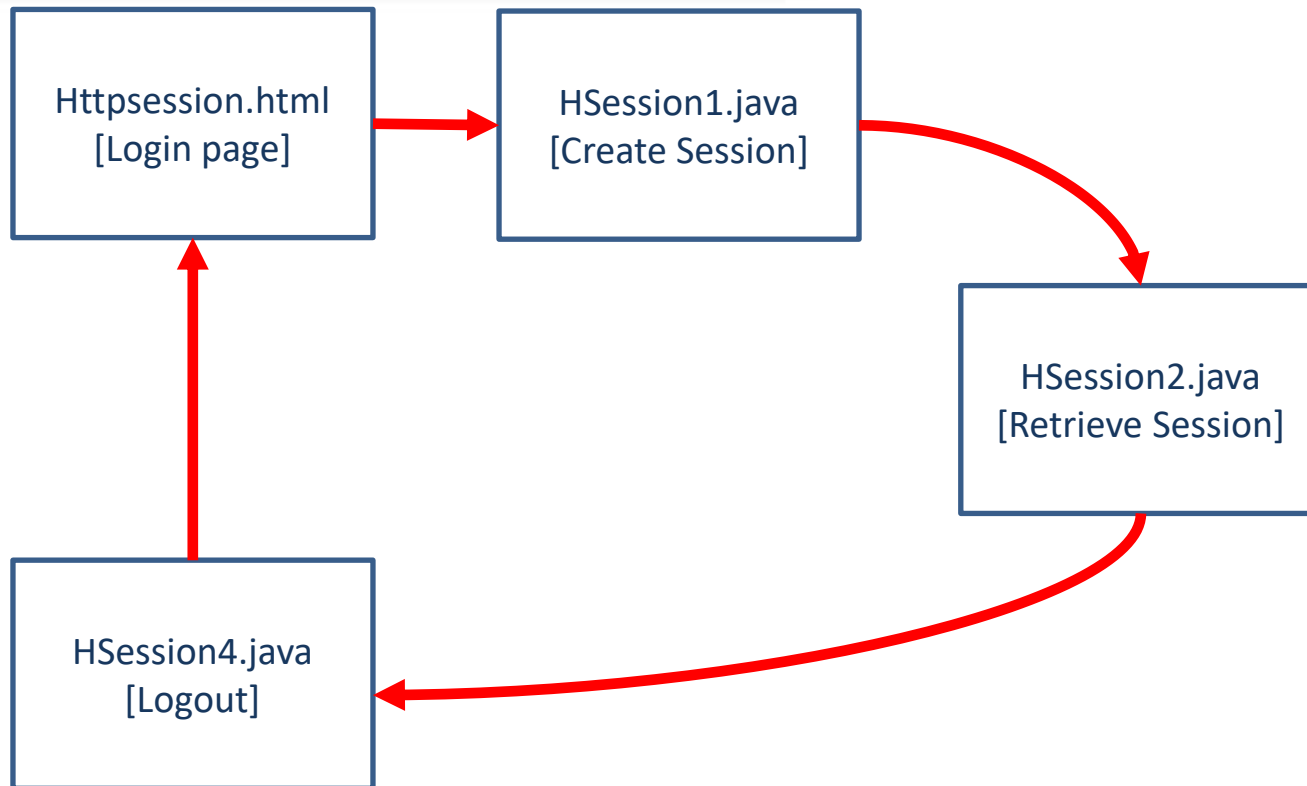 Httpsession.html
[Login page]
HSession1.java
[Create Session]
HSession2.java
[Retrieve Session]
HSession4.java
[Logout]